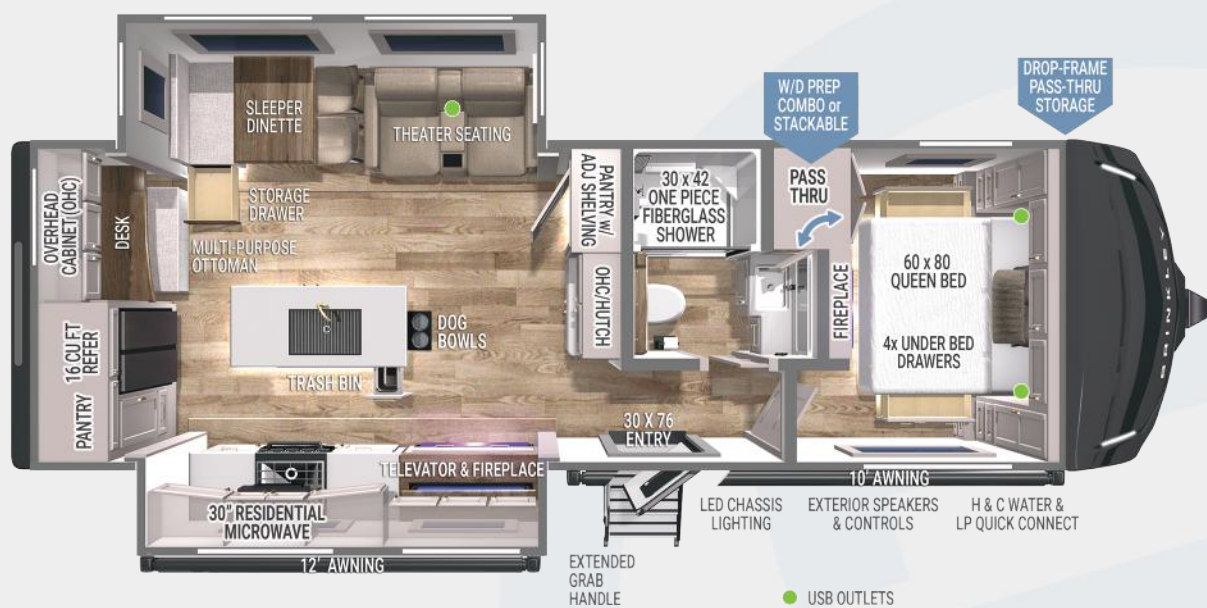 SLEEPER
DINETTE
THEATER SEATING
W/D PREP
COMBO or
STACKABLE
DROP-FRAME
PASS-THRU
STORAGE
OVERHEAD
CABINET (OHC)
DESK
STORAGE
DRAWER
MULTI-PURPOSE
OTTOMAN
PANTRY w/
ADJ SHELVING
30 x 42
ONE PIECE
FIBERGLASS
SHOWER
PASS
THRU
60 x 80
QUEEN BED
4x UNDER BED
DRAWERS
FIREPLACE
BRINKLEY
OHC/HUTCH
16 CU FT
REFER
PANTRY
DOG
BOWLS
TRASH BIN
30 X 76
ENTRY
TELEVATOR & FIREPLACE
30" RESIDENTIAL
MICROWAVE
12' AWNING
10' AWNING
LED CHASSIS
LIGHTING
EXTERIOR SPEAKERS
& CONTROLS
H & C WATER &
LP QUICK CONNECT
EXTENDED
GRAB
HANDLE
USB OUTLETS